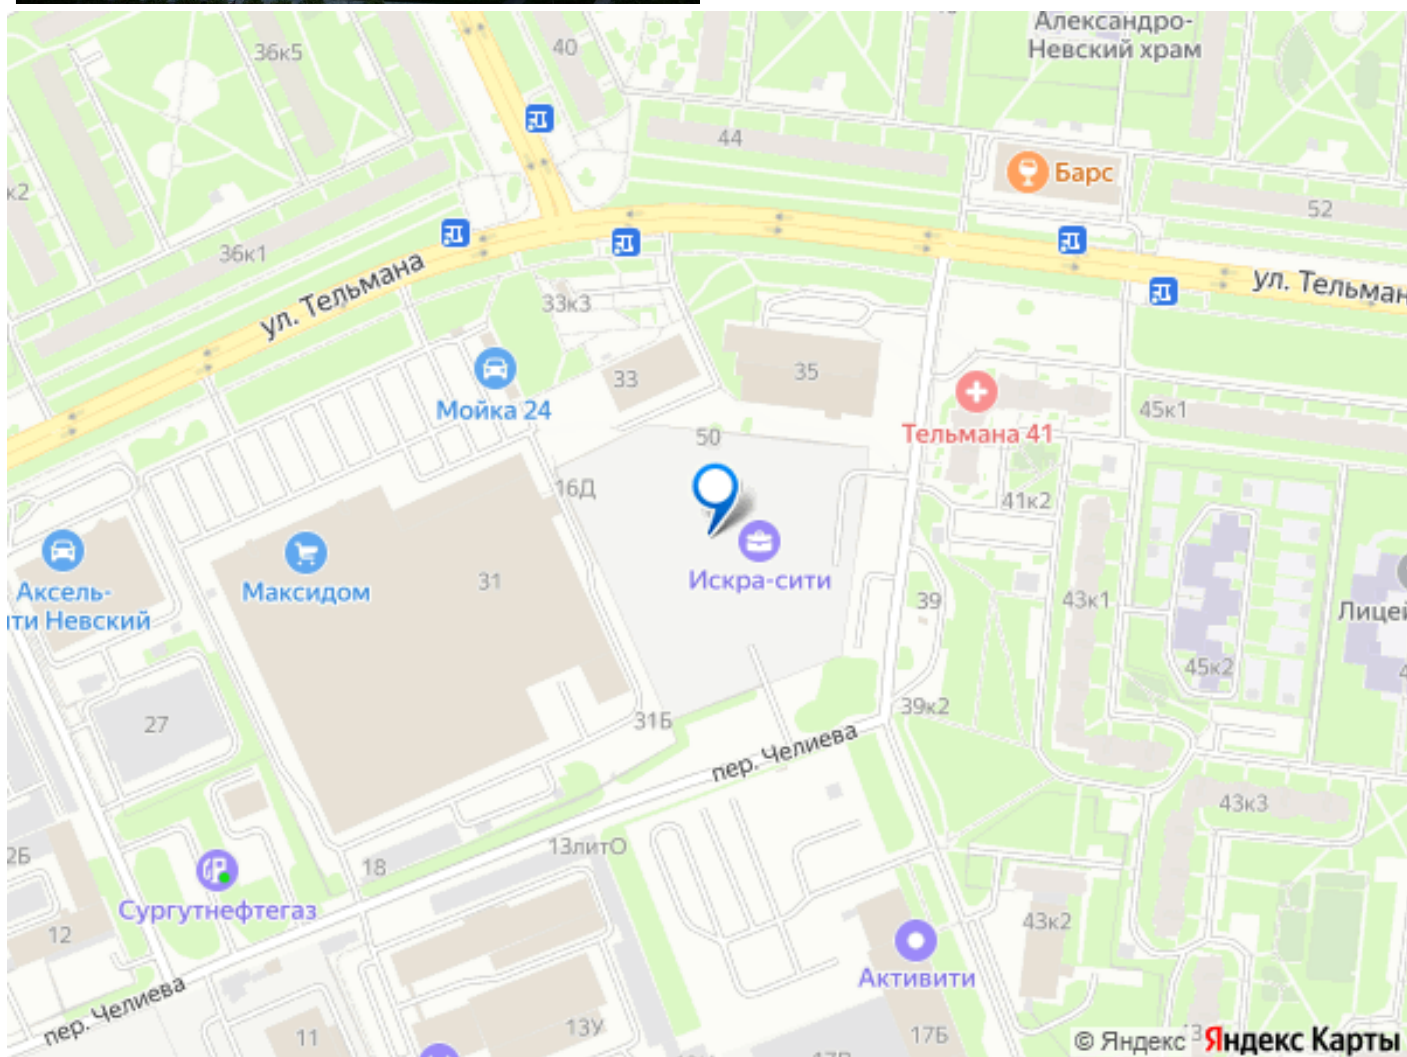 Александро-
Невский храм
36к5
40
44
Барс
к2
52
36к1
ул. Тельмана
ул. Тельман
33к3
33
35
Мойка 24
45к1
Тельмана 41
50
16Д
41к2
Искра-сити
Аксель-
ти Невский
Максидом
31
39
43к1
Лицей
45к2
27
31Б
39к2
пер. Челиева
43к3
2Б
18
13литО
Сургутнефтегаз
12
43к2
Активити
пер. Челиева
11
13У
17Б
© Яндекс
Яндекс Карты